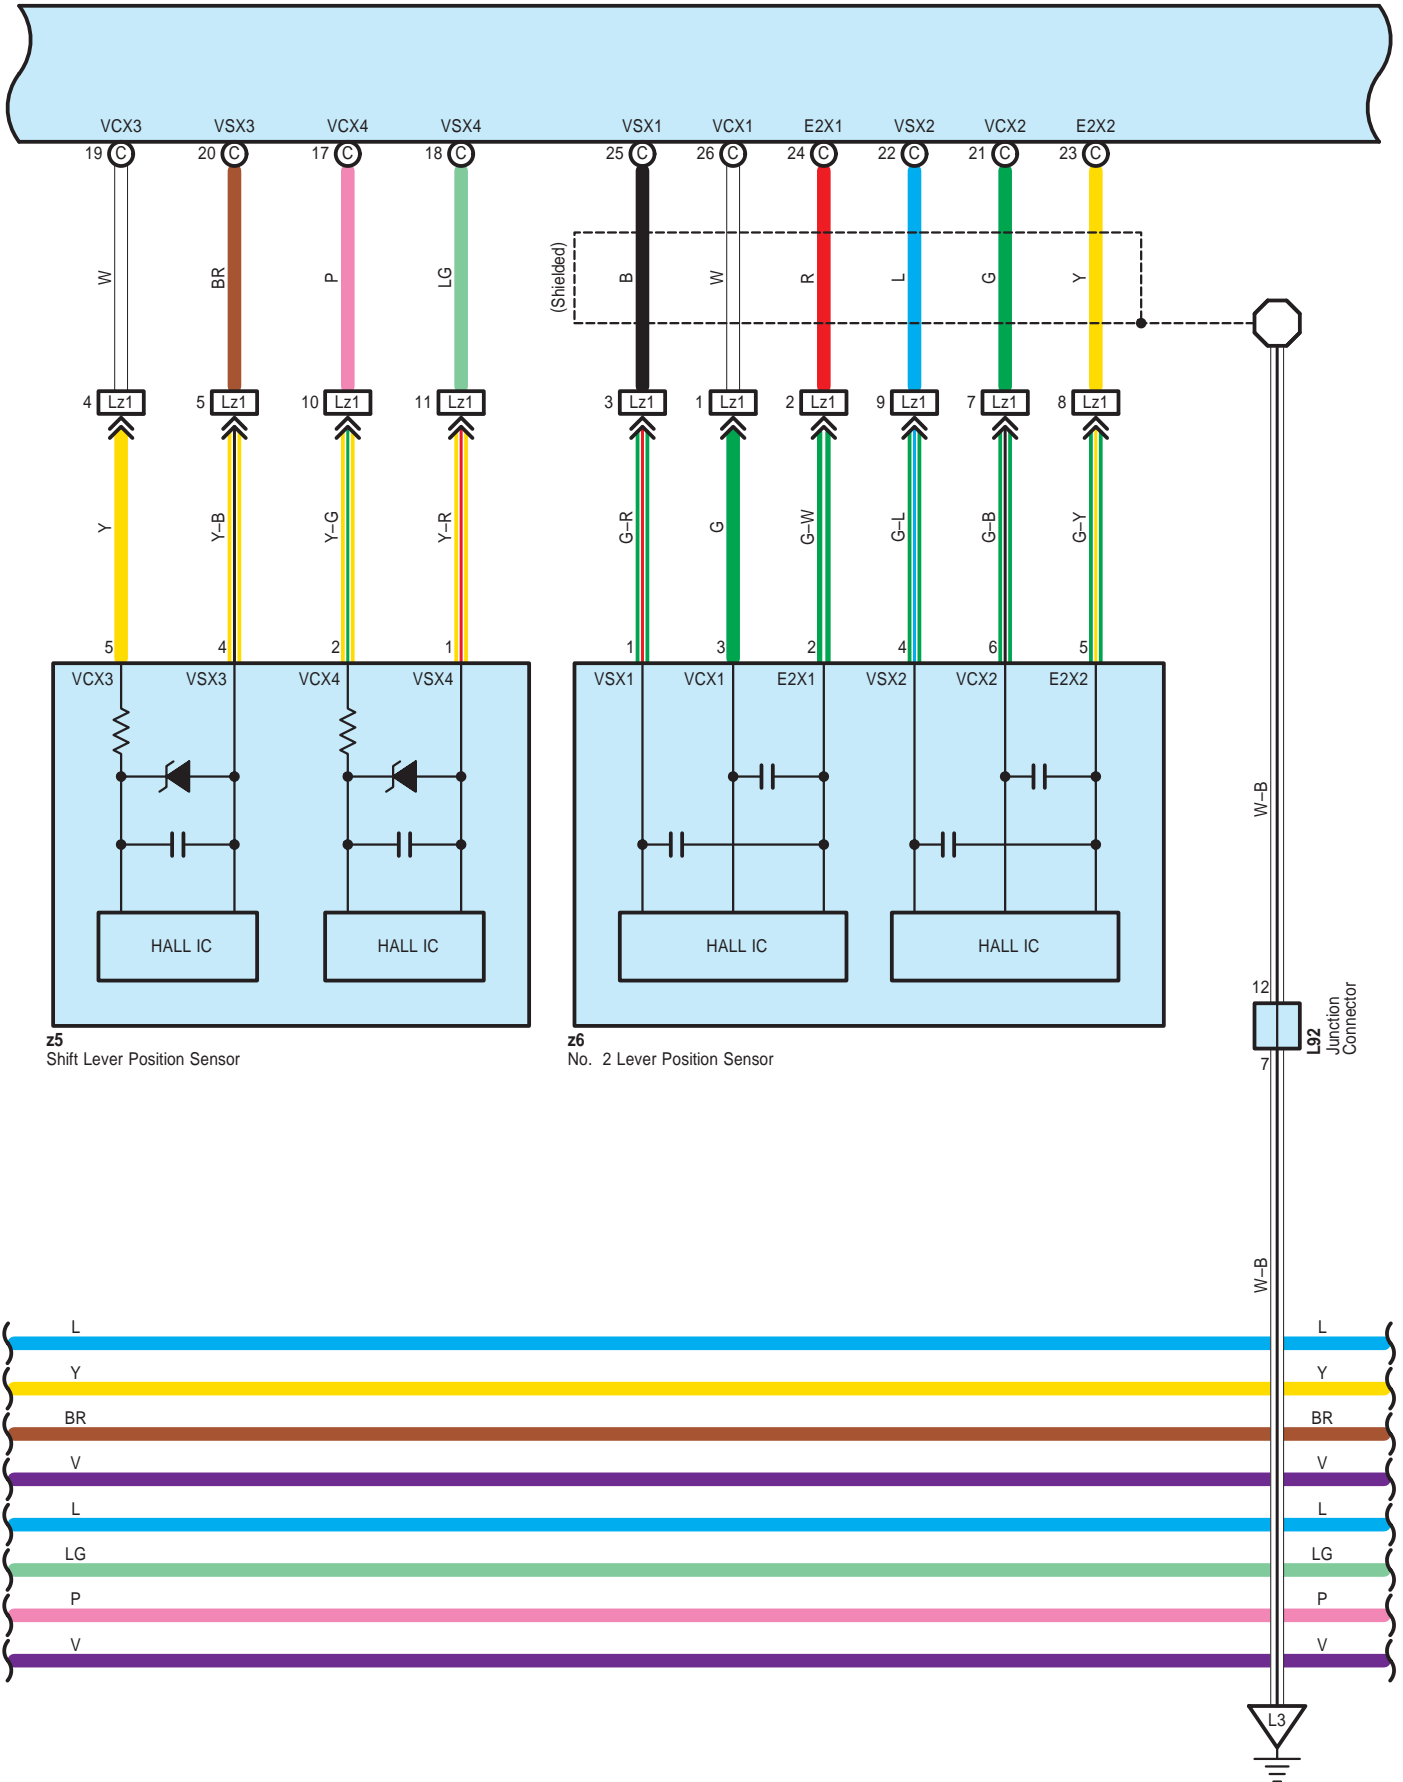 VCX3 VSX3 VCX4 VSX4 VSX1 VCX1 E2X1 VSX2 VCX2 E2X2
19 C 20 C 17 C 18 C 25 C 26 C 24 C 22 C 21 C 23 C
(Shielded)
W BR P LG B W R L G Y
4 Lz1 5 Lz1 10 Lz1 11 Lz1 3 Lz1 1 Lz1 2 Lz1 9 Lz1 7 Lz1 8 Lz1
Y Y–B Y–G Y–R G–R G G–W G–L G–B G–Y
5 4 2 1 1 3 2 4 6 5
VCX3 VSX3 VCX4 VSX4 VSX1 VCX1 E2X1 VSX2 VCX2 E2X2
W–B
HALL IC HALL IC HALL IC HALL IC
12
L92
Junction
Connector
7
z5
Shift Lever Position Sensor
z6
No. 2 Lever Position Sensor
W–B
L L
Y Y
BR BR
V V
L L
LG LG
P P
V V
L3